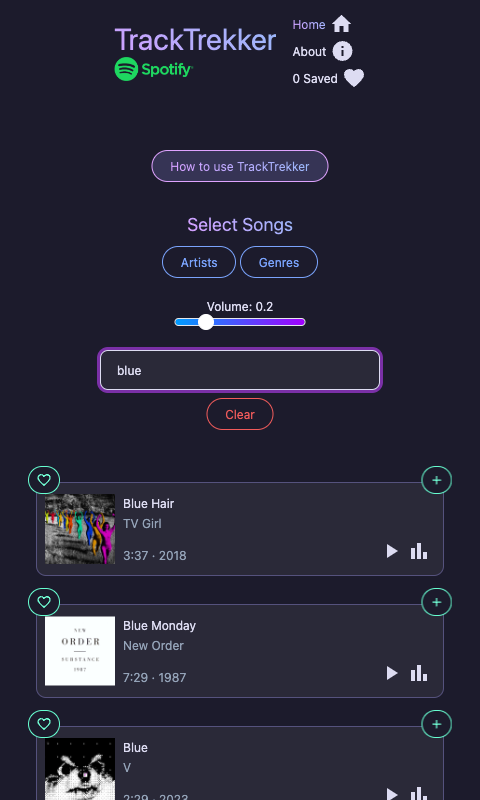 TrackTrekker
Spotify
Home
About
0 Saved
How to use TrackTrekker
Select Songs
Artists
Genres
Volume: 0.2
blue
Clear
Blue Hair
TV Girl
3:37 · 2018
NEW
ORDER
SUBSTANCE
1987
Blue Monday
New Order
7:29 · 1987
Blue
V
2:29 · 2023